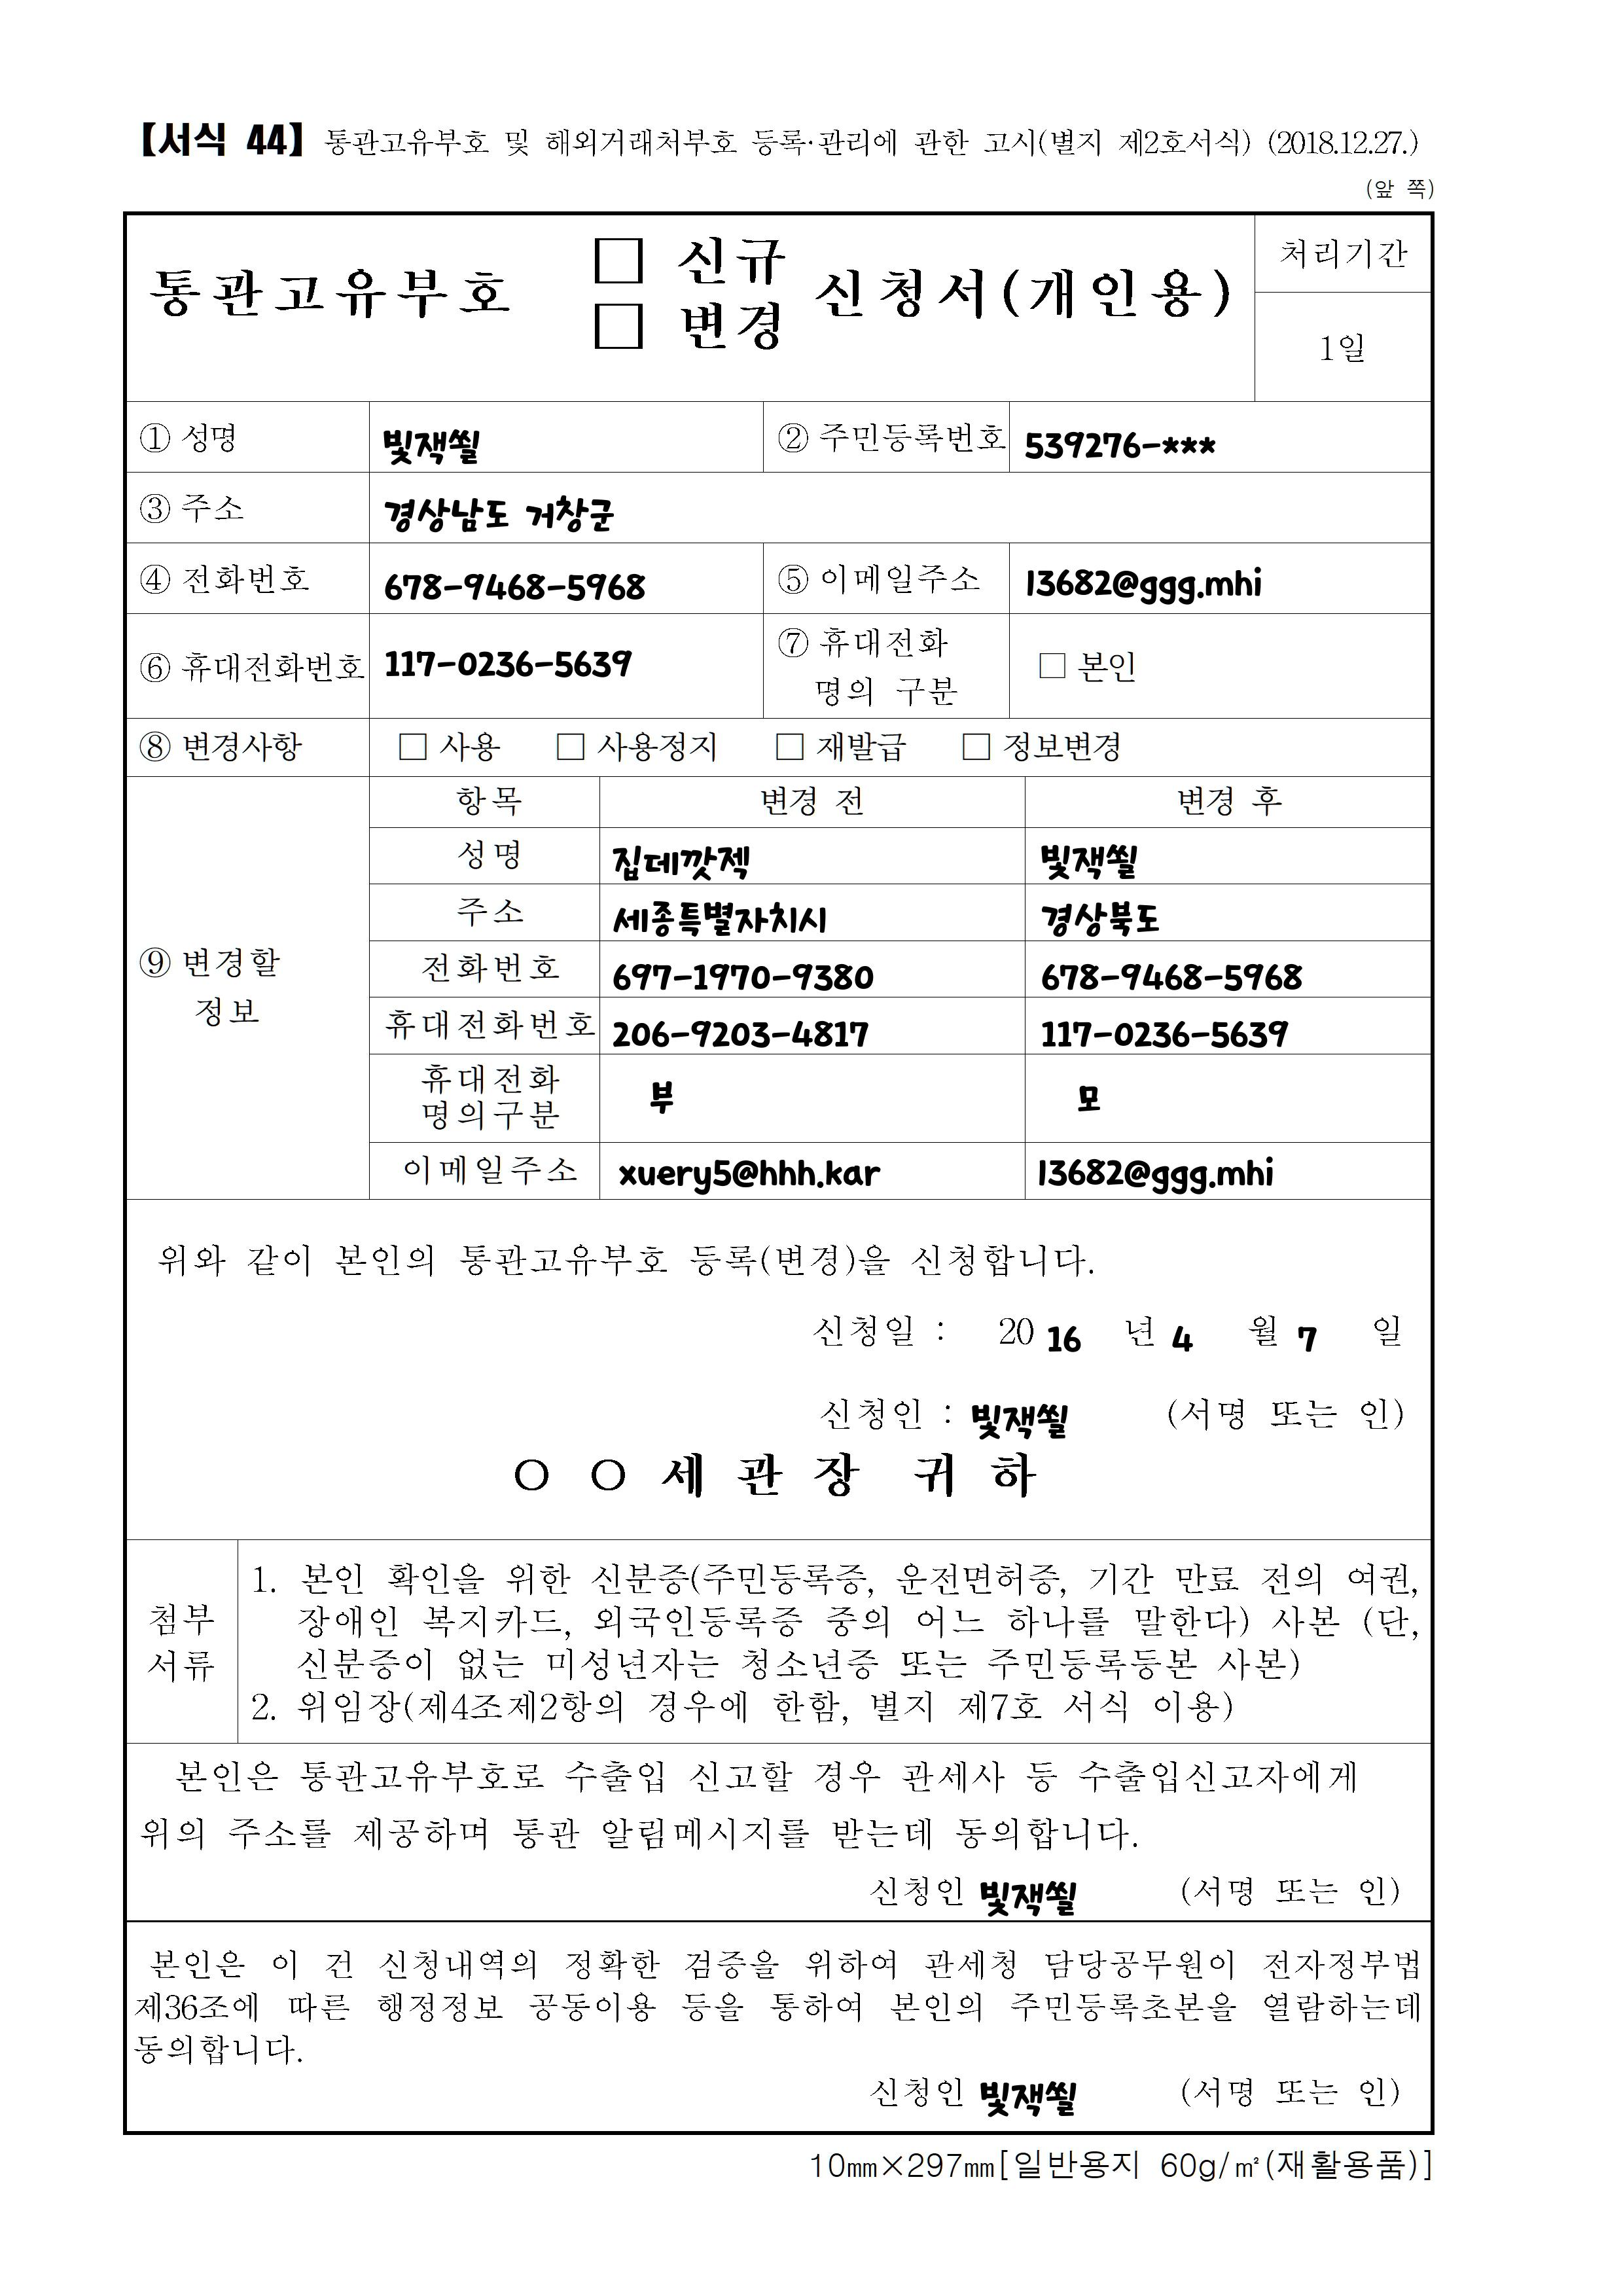 【서식 44】 통관고유부호 및 해외거래처부호 등록·관리에 관한 고시(별지 제2호서식) (2018.12.27.)
(앞 쪽)
통관고유부호 □ 신규 □ 변경 신청서(개인용)
처리기간
1일
① 성명 빛잭쐴 ② 주민등록번호 539276-***
③ 주소 경상남도 거창군
④ 전화번호 678-9468-5968 ⑤ 이메일주소 13682@ggg.mhi
⑥ 휴대전화번호 117-0236-5639 ⑦ 휴대전화 명의 구분 □ 본인
⑧ 변경사항 □ 사용 □ 사용정지 □ 재발급 □ 정보변경
⑨ 변경할 정보
항목 변경 전 변경 후
성명 집데깟젝 빛잭쐴
주소 세종특별자치시 경상북도
전화번호 697-1970-9380 678-9468-5968
휴대전화번호 206-9203-4817 117-0236-5639
휴대전화 명의구분 부 모
이메일주소 xuery5@hhh.kar 13682@ggg.mhi
위와 같이 본인의 통관고유부호 등록(변경)을 신청합니다.
신청일 : 20 16 년 4 월 7 일
신청인 : 빛잭쐴 (서명 또는 인)
○ ○ 세 관 장 귀 하
첨부 서류
1. 본인 확인을 위한 신분증(주민등록증, 운전면허증, 기간 만료 전의 여권,
장애인 복지카드, 외국인등록증 중의 어느 하나를 말한다) 사본 (단,
신분증이 없는 미성년자는 청소년증 또는 주민등록등본 사본)
2. 위임장(제4조제2항의 경우에 한함, 별지 제7호 서식 이용)
본인은 통관고유부호로 수출입 신고할 경우 관세사 등 수출입신고자에게
위의 주소를 제공하며 통관 알림메시지를 받는데 동의합니다.
신청인 빛잭쐴 (서명 또는 인)
본인은 이 건 신청내역의 정확한 검증을 위하여 관세청 담당공무원이 전자정부법
제36조에 따른 행정정보 공동이용 등을 통하여 본인의 주민등록초본을 열람하는데
동의합니다.
신청인 빛잭쐴 (서명 또는 인)
10㎜×297㎜[일반용지 60g/㎡(재활용품)]